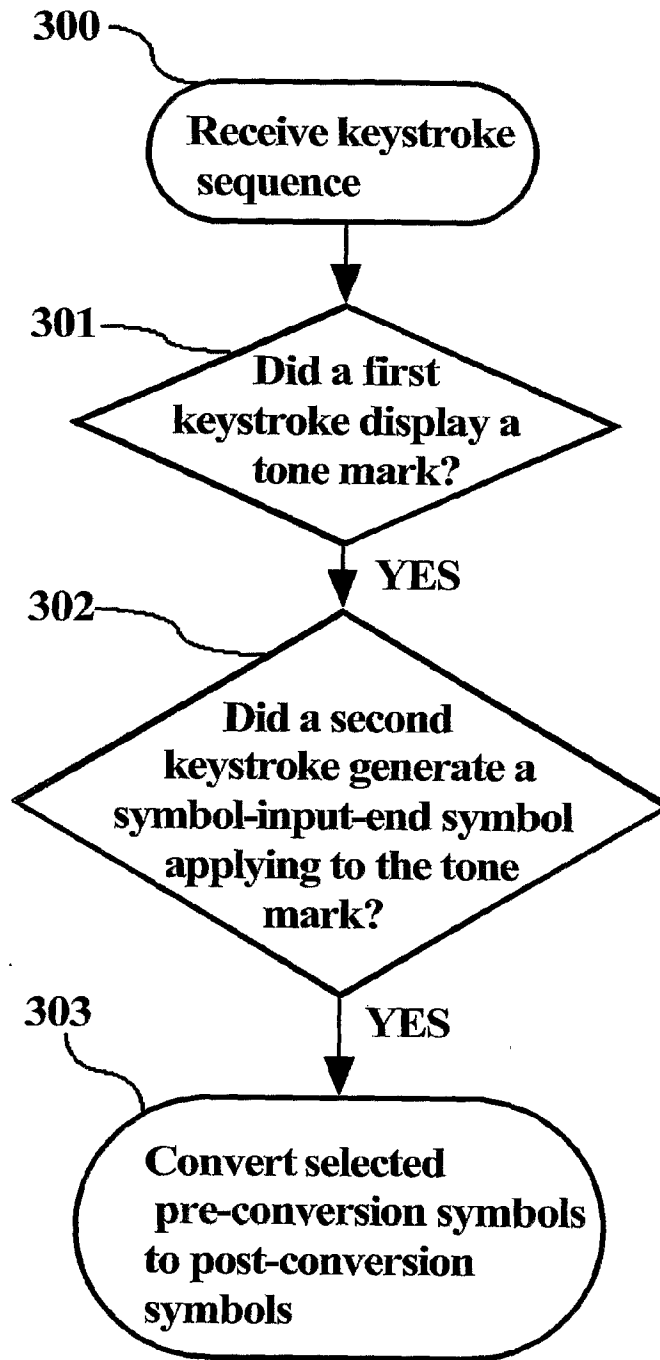 300
Receive keystroke
sequence
301
Did a first
keystroke display a
tone mark?
YES
302
Did a second
keystroke generate a
symbol-input-end symbol
applying to the tone
mark?
YES
303
Convert selected
pre-conversion symbols
to post-conversion
symbols